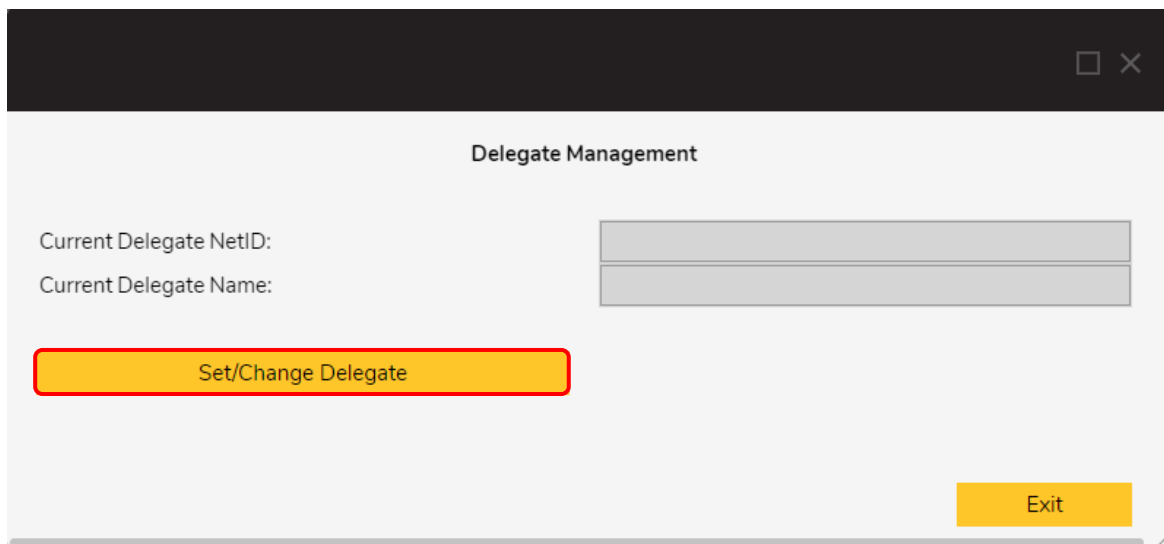 Delegate Management
Current Delegate NetID:
Current Delegate Name:
Set/Change Delegate
Exit